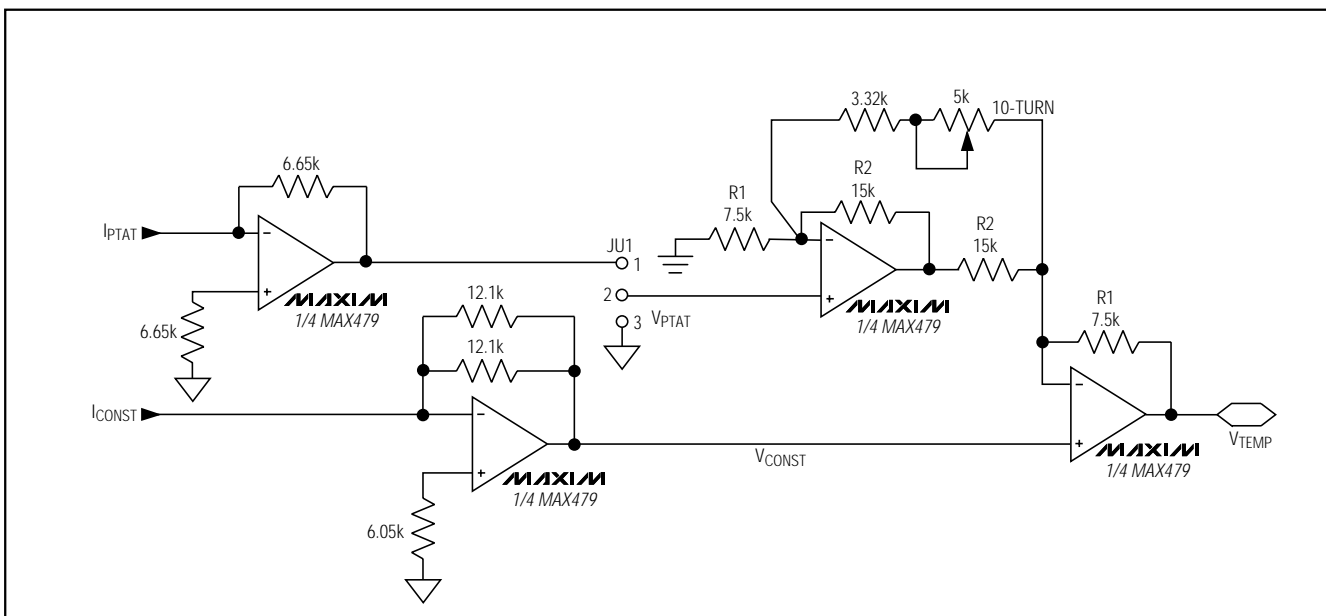 3.32k
5k
10-TURN
6.65k
R2
15k
R1
7.5k
R2
15k
IPTAT
JU1
1
MAXIM
1/4 MAX479
2
VPTAT
MAXIM
1/4 MAX479
3
R1
7.5k
6.65k
12.1k
12.1k
ICONST
VTEMP
VCONST
MAXIM
1/4 MAX479
MAXIM
1/4 MAX479
6.05k